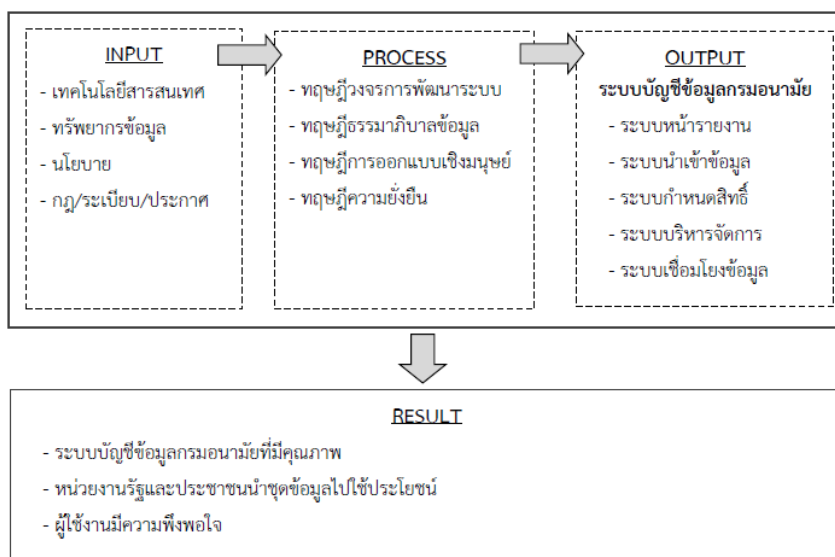 INPUT
- เทคโนโลยีสารสนเทศ
- ทรัพยากรข้อมูล
- นโยบาย
- กฎ/ระเบียบ/ประกาศ
PROCESS
- ทฤษฎีวงจรการพัฒนาระบบ
- ทฤษฎีธรรมาภิบาลข้อมูล
- ทฤษฎีการออกแบบเชิงมนุษย์
- ทฤษฎีความยั่งยืน
OUTPUT
ระบบบัญชีข้อมูลกรมอนามัย
- ระบบหน้ารายงาน
- ระบบนำเข้าข้อมูล
- ระบบกำหนดสิทธิ์
- ระบบบริหารจัดการ
- ระบบเชื่อมโยงข้อมูล
RESULT
- ระบบบัญชีข้อมูลกรมอนามัยที่มีคุณภาพ
- หน่วยงานรัฐและประชาชนนำชุดข้อมูลไปใช้ประโยชน์
- ผู้ใช้งานมีความพึงพอใจ